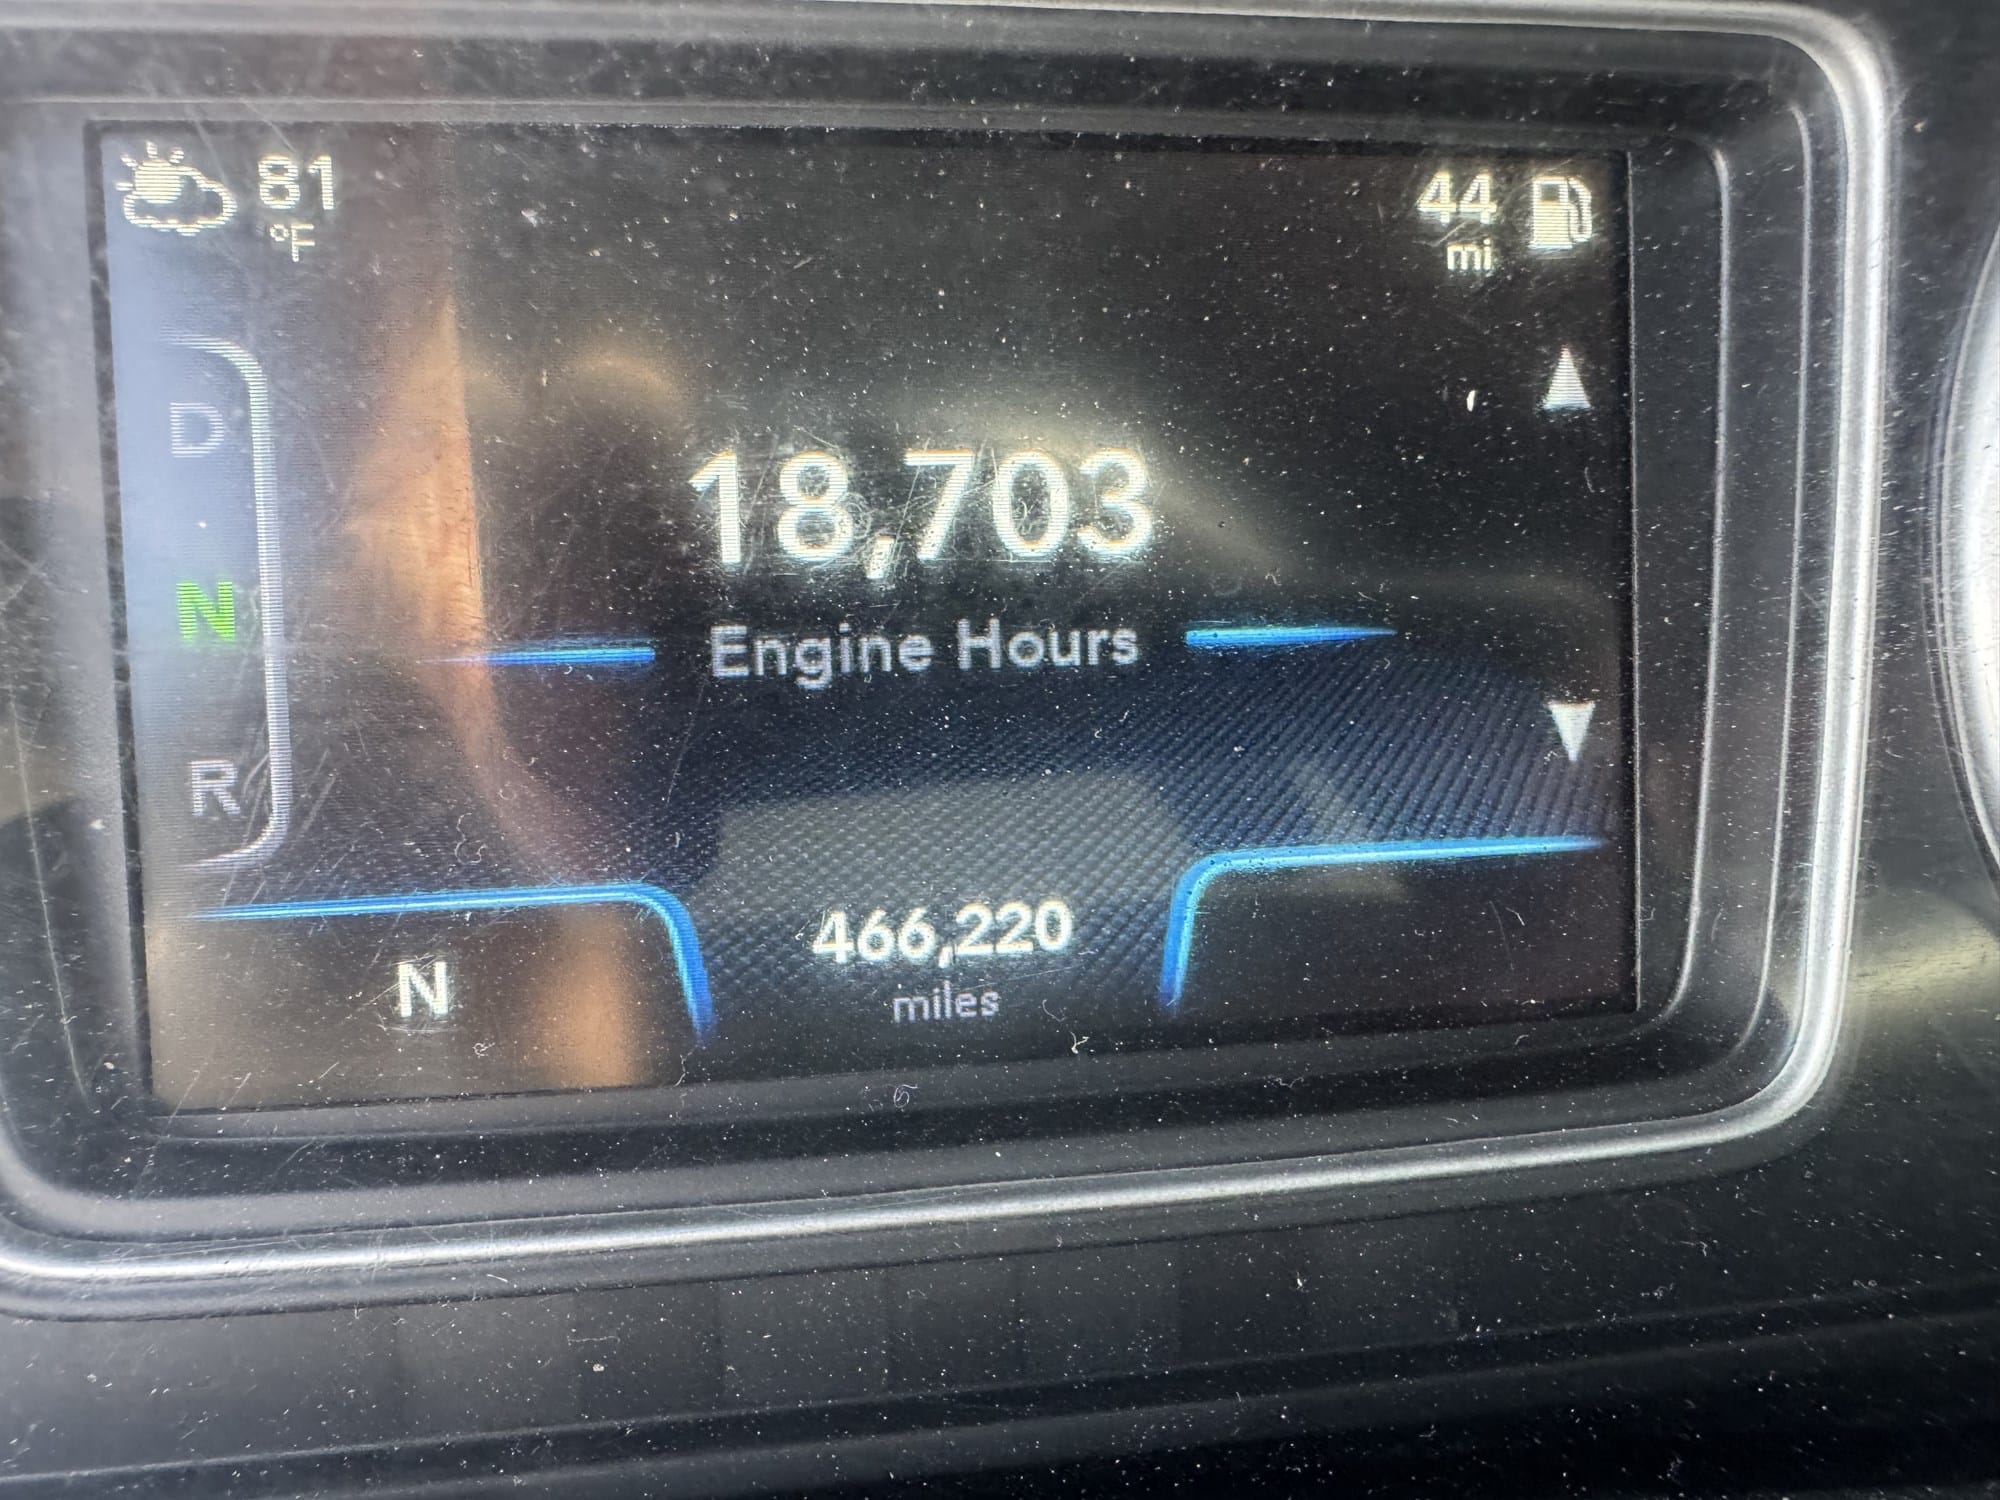 81
°F
44
mi
D
N
R
18,703
Engine Hours
N
466,220
miles